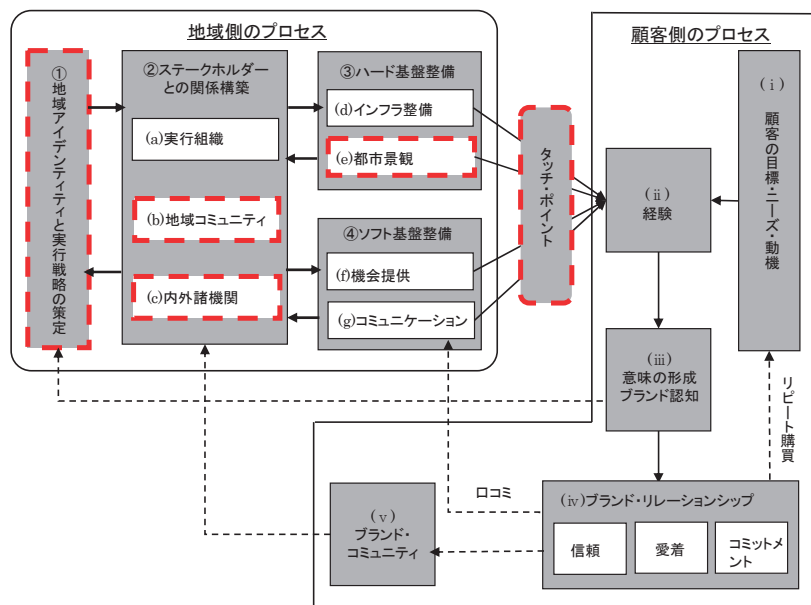 地域側のプロセス
顧客側のプロセス
①地域アイデンティティと実行戦略の策定
②ステークホルダー
との関係構築
(a)実行組織
(b)地域コミュニティ
(c)内外諸機関
③ハード基盤整備
(d)インフラ整備
(e)都市景観
④ソフト基盤整備
(f)機会提供
(g)コミュニケーション
タッチ・ポイント
(ⅰ)
顧客の目標・ニーズ・動機
(ⅱ)
経験
(ⅲ)
意味の形成
ブランド認知
リピート購買
口コミ
(ⅳ)ブランド・リレーションシップ
信頼
愛着
コミットメ
ント
(ⅴ)
ブランド・
コミュニティ